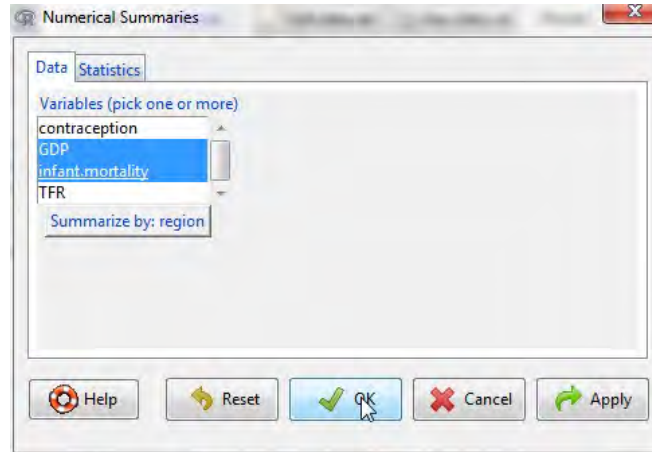 Numerical Summaries
Data Statistics
Variables (pick one or more)
contraception
GDP
infant.mortality
TFR
Summarize by: region
Help Reset OK Cancel Apply